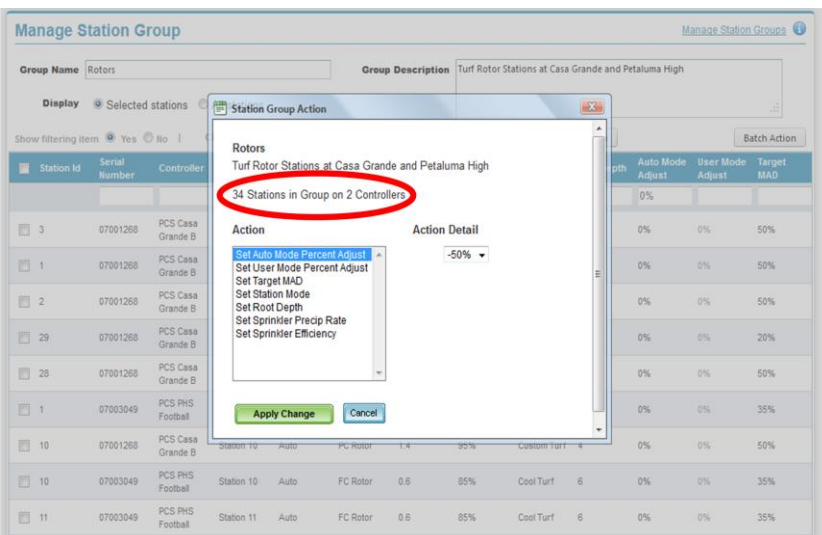 Manage Station Group
Manage Station Groups
Group Name Rotors
Group Description Turf Rotor Stations at Casa Grande and Petaluma High
Display Selected stations
Show filtering item Yes No
Batch Action
Station Id Serial Number Controller Auto Mode Adjust User Mode Adjust Target MAD
0%
3 07001268 PCS Casa Grande B 0% 0% 50%
1 07001268 PCS Casa Grande B 0% 0% 50%
2 07001268 PCS Casa Grande B 0% 0% 50%
29 07001268 PCS Casa Grande B 0% 0% 20%
28 07001268 PCS Casa Grande B 0% 0% 50%
1 07003049 PCS PHS Football 0% 0% 35%
10 07001268 PCS Casa Grande B Station 10 Auto PC Rotor 1.4 95% Custom Turf 4 0% 0% 50%
10 07003049 PCS PHS Football Station 10 Auto FC Rotor 0.6 85% Cool Turf 6 0% 0% 35%
11 07003049 PCS PHS Football Station 11 Auto FC Rotor 0.6 85% Cool Turf 6 0% 0% 35%
Station Group Action
Rotors
Turf Rotor Stations at Casa Grande and Petaluma High
34 Stations in Group on 2 Controllers
Action
Action Detail
Set Auto Mode Percent Adjust
-50%
Set User Mode Percent Adjust
Set Target MAD
Set Station Mode
Set Root Depth
Set Sprinkler Precip Rate
Set Sprinkler Efficiency
Apply Change
Cancel